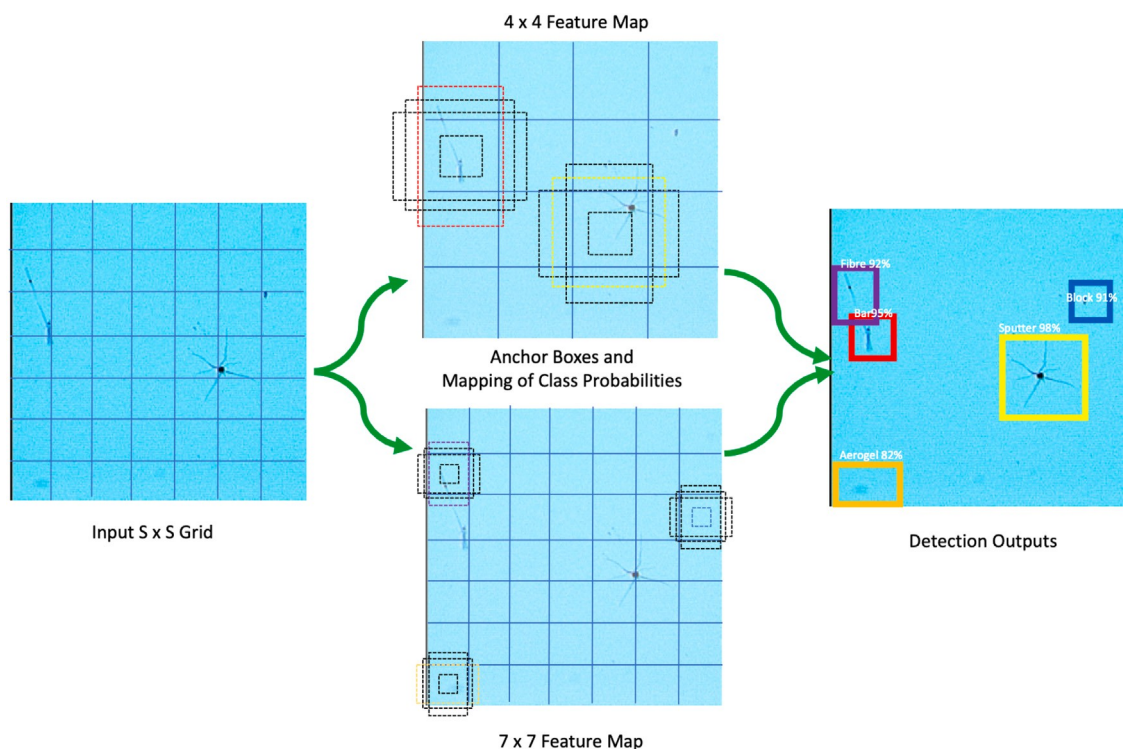 4 x 4 Feature Map
Anchor Boxes and
Mapping of Class Probabilities
Input S x S Grid
7 x 7 Feature Map
Fibre 92%
Bar95%
Block 91%
Sputter 98%
Aerogel 82%
Detection Outputs